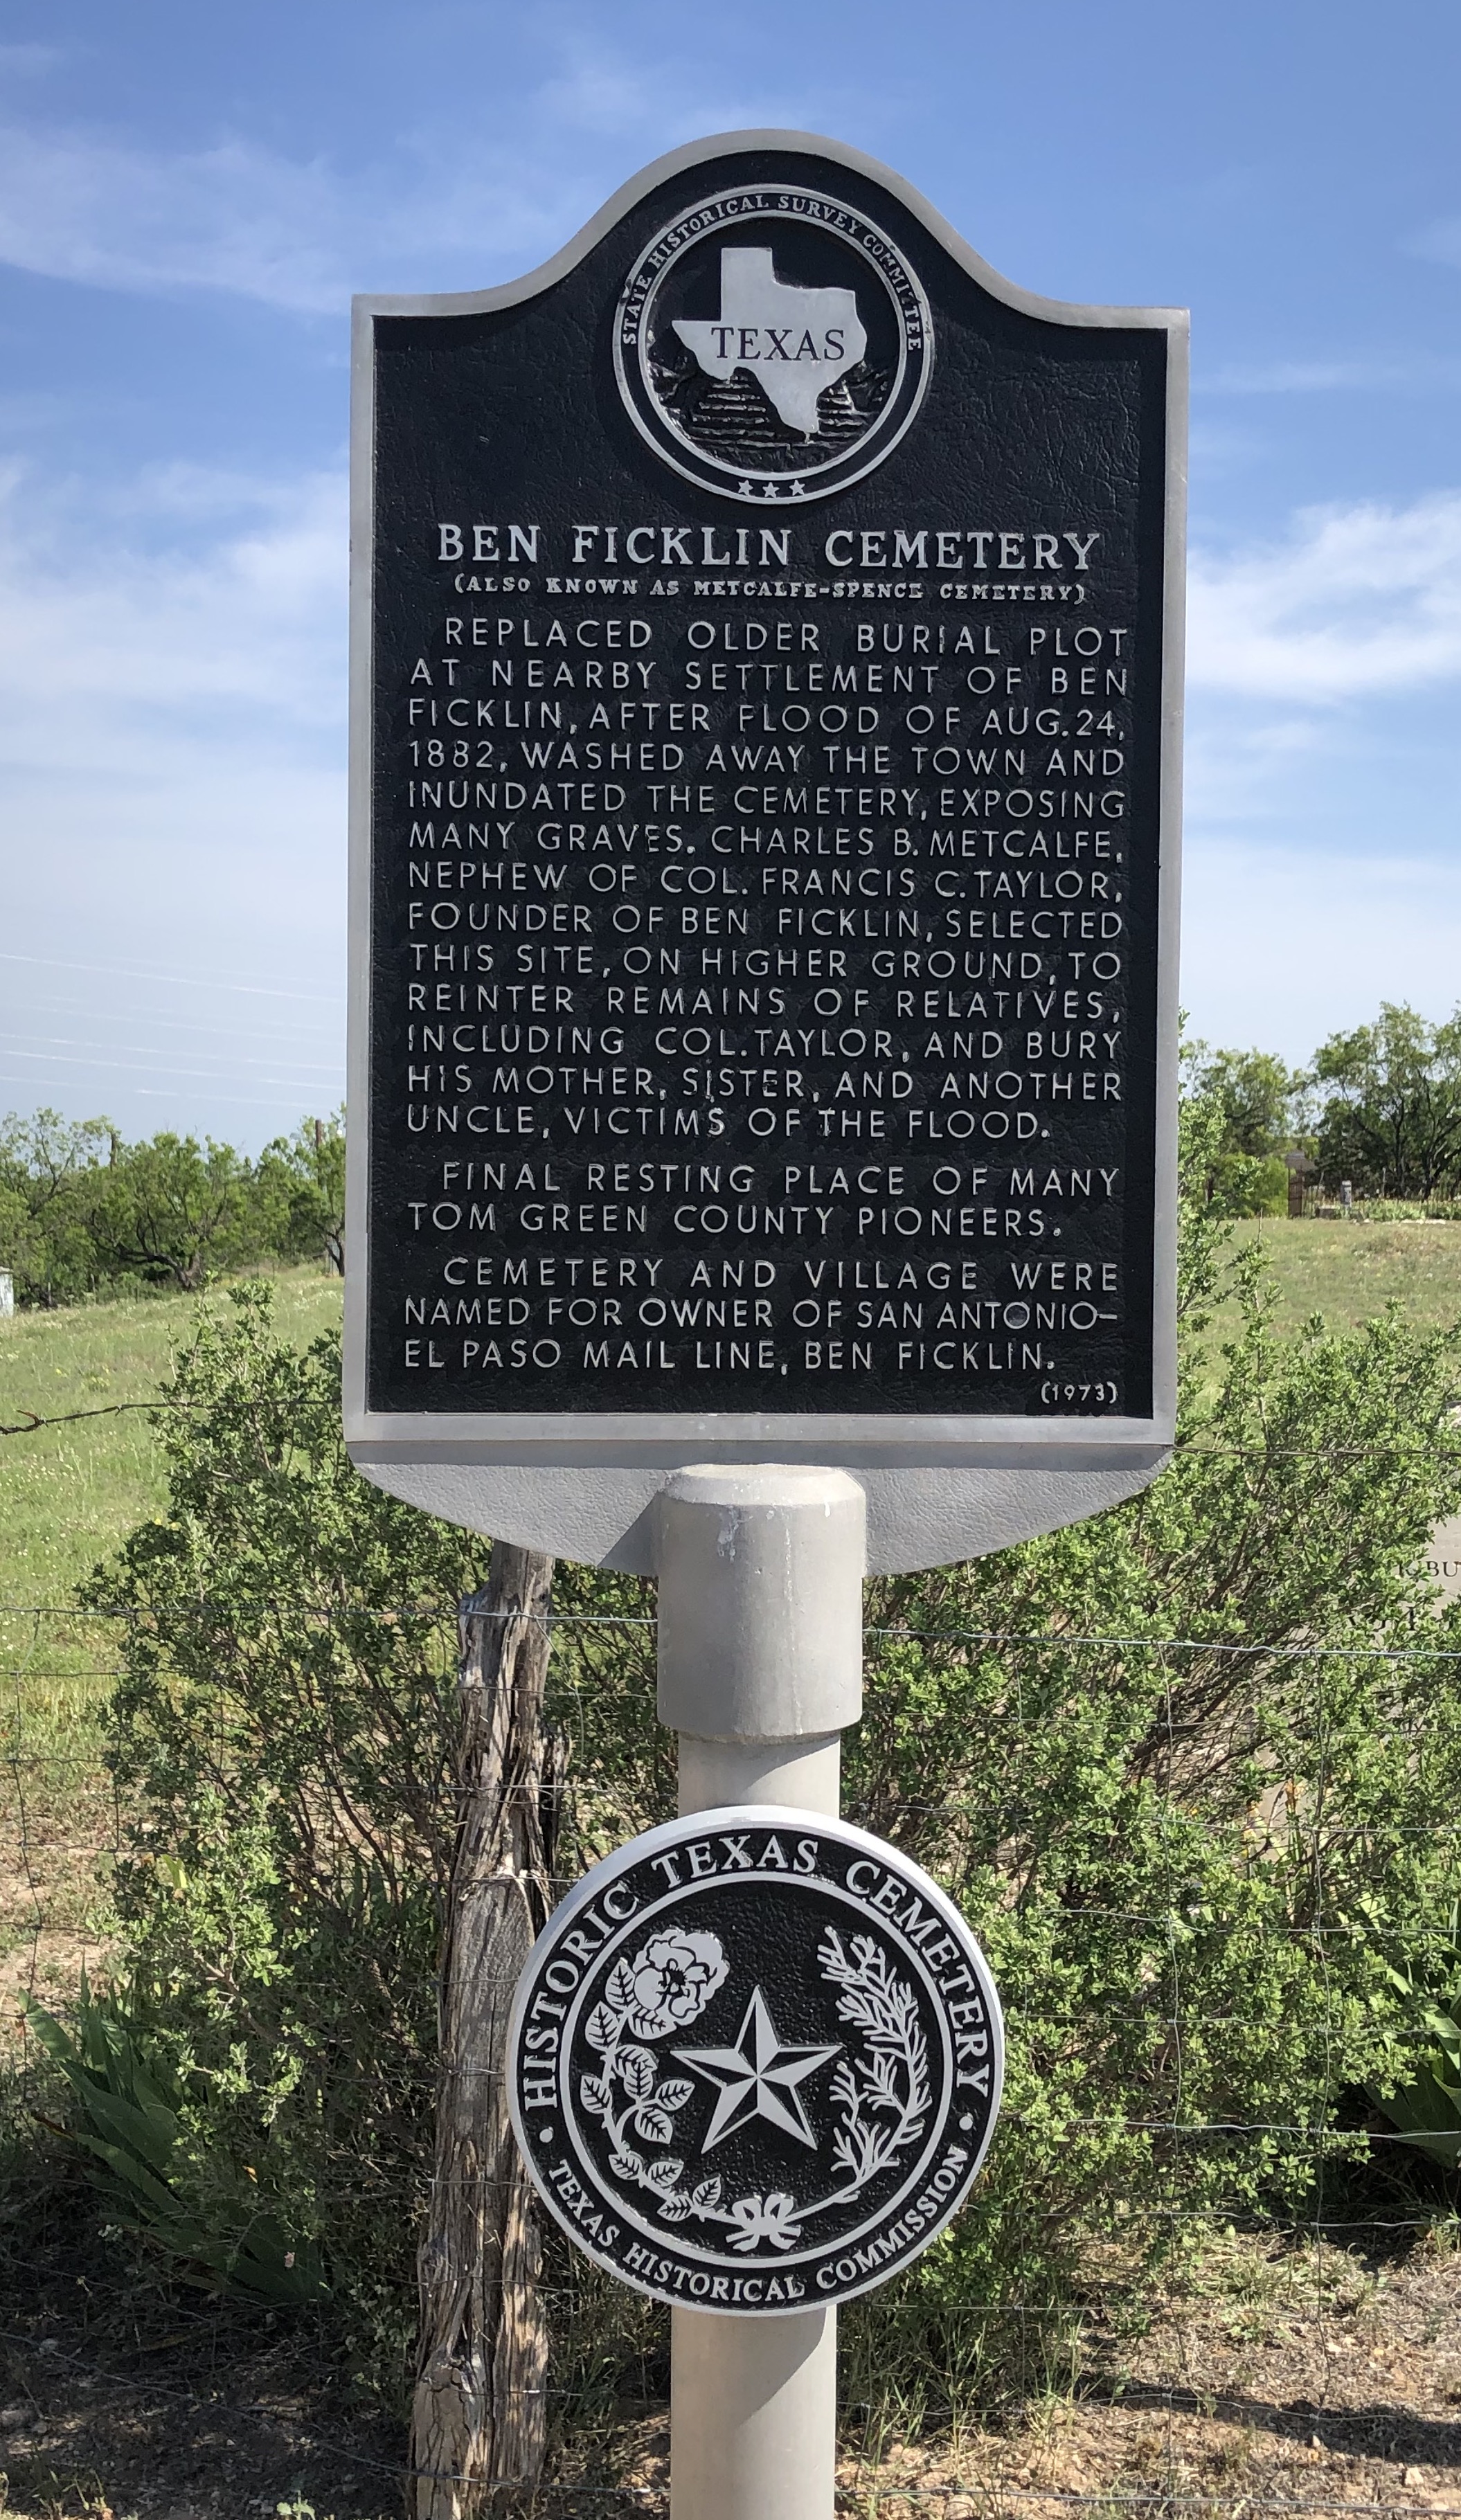 STATE HISTORICAL SURVEY COMMITTEE
TEXAS
BEN FICKLIN CEMETERY
(ALSO KNOWN AS METCALFE-SPENCE CEMETERY)
REPLACED OLDER BURIAL PLOT
AT NEARBY SETTLEMENT OF BEN
FICKLIN, AFTER FLOOD OF AUG. 24,
1882, WASHED AWAY THE TOWN AND
INUNDATED THE CEMETERY, EXPOSING
MANY GRAVES. CHARLES B. METCALFE,
NEPHEW OF COL. FRANCIS C. TAYLOR,
FOUNDER OF BEN FICKLIN, SELECTED
THIS SITE, ON HIGHER GROUND, TO
REINTER REMAINS OF RELATIVES,
INCLUDING COL. TAYLOR, AND BURY
HIS MOTHER, SISTER, AND ANOTHER
UNCLE, VICTIMS OF THE FLOOD.
FINAL RESTING PLACE OF MANY
TOM GREEN COUNTY PIONEERS.
CEMETERY AND VILLAGE WERE
NAMED FOR OWNER OF SAN ANTONIO-
EL PASO MAIL LINE, BEN FICKLIN.
(1973)
HISTORIC TEXAS CEMETERY
TEXAS HISTORICAL COMMISSION